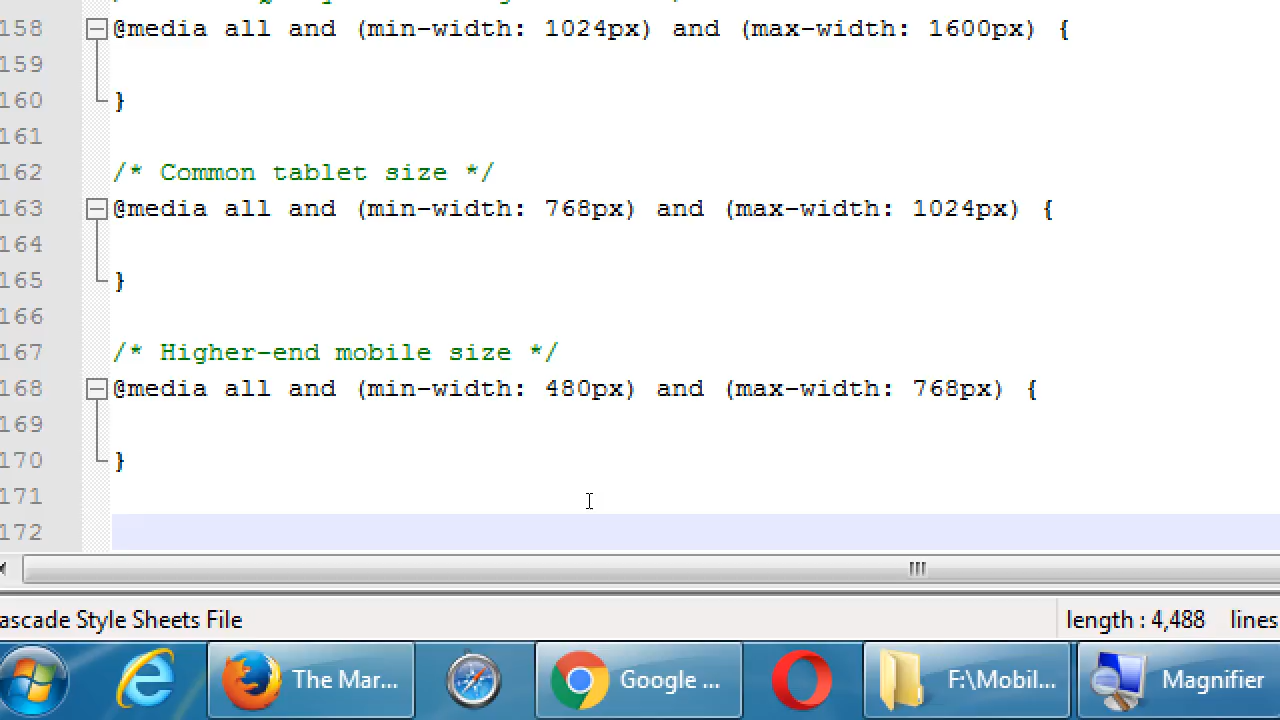 158 @media all and (min-width: 1024px) and (max-width: 1600px) {
159
160 }
161
162 /* Common tablet size */
163 @media all and (min-width: 768px) and (max-width: 1024px) {
164
165 }
166
167 /* Higher-end mobile size */
168 @media all and (min-width: 480px) and (max-width: 768px) {
169
170 }
171
172
ascade Style Sheets File length : 4,488 lines
The Mar... Google ... F:\Mobil... Magnifier